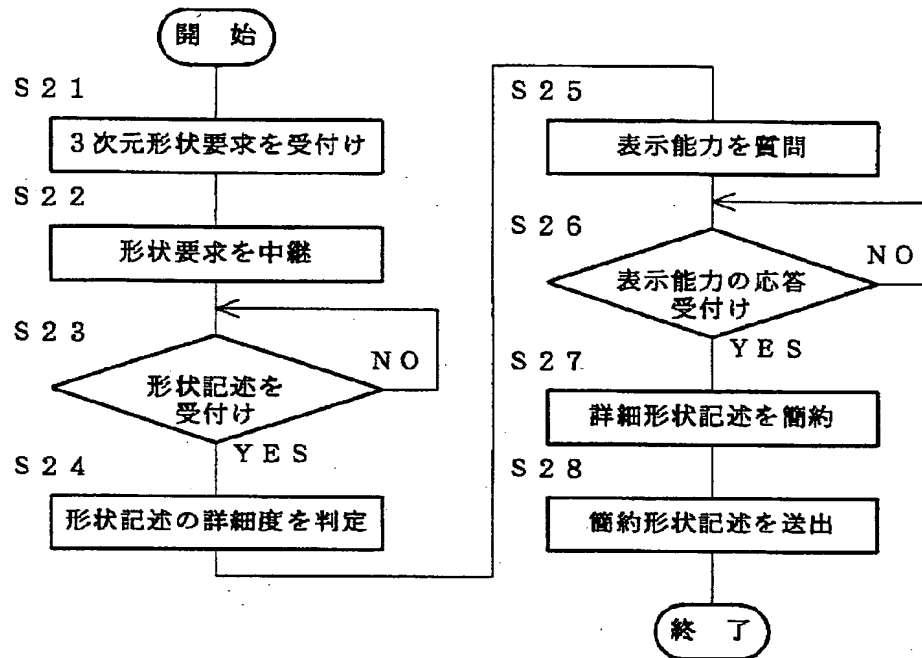 開 始
S21
3次元形状要求を受付け
S22
形状要求を中継
S23
形状記述を
受付け
NO
YES
S24
形状記述の詳細度を判定
S25
表示能力を質問
S26
表示能力の応答
受付け
NO
YES
S27
詳細形状記述を簡約
S28
簡約形状記述を送出
終 了